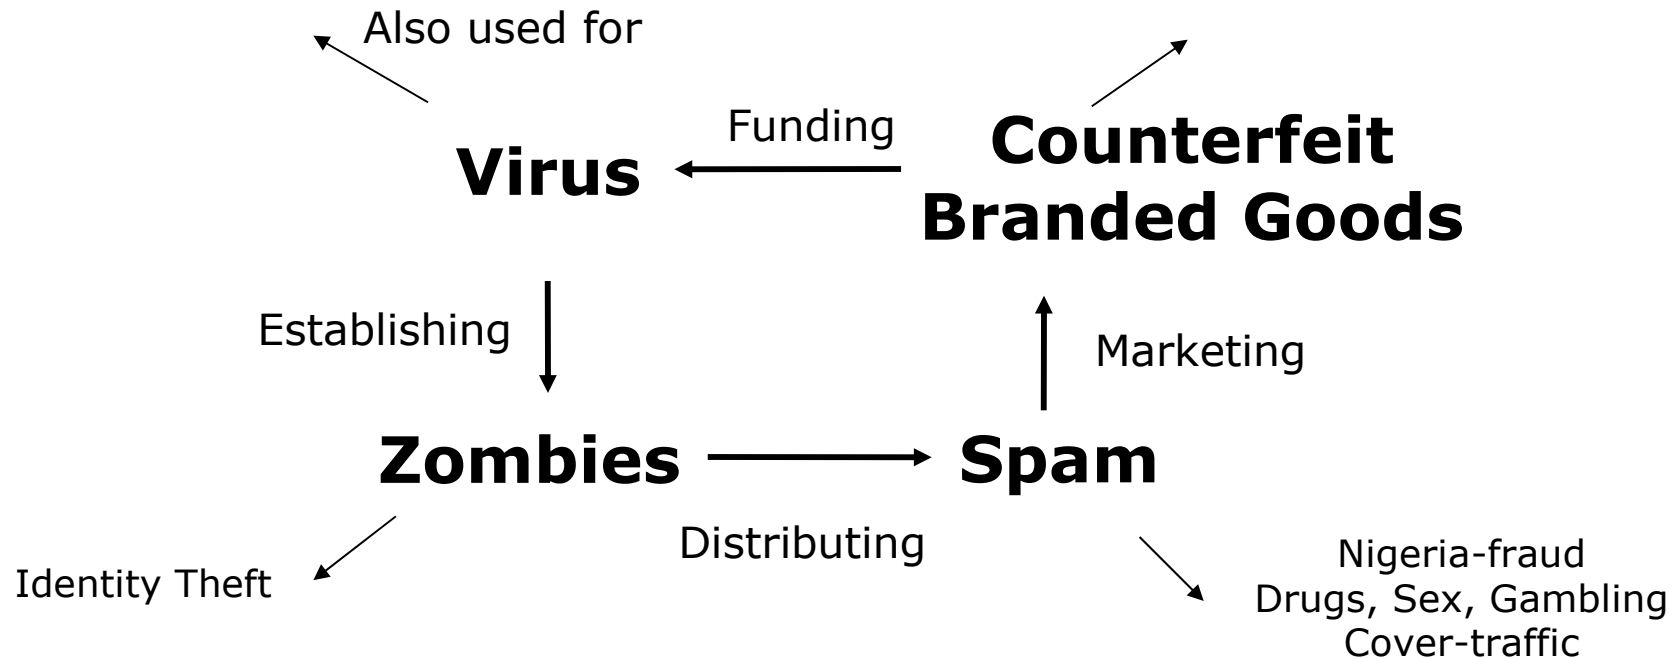 Also used for
Funding
Counterfeit
Virus
Branded Goods
Establishing
Marketing
Zombies
Spam
Distributing
Nigeria-fraud
Identity Theft
Drugs, Sex, Gambling
Cover-traffic